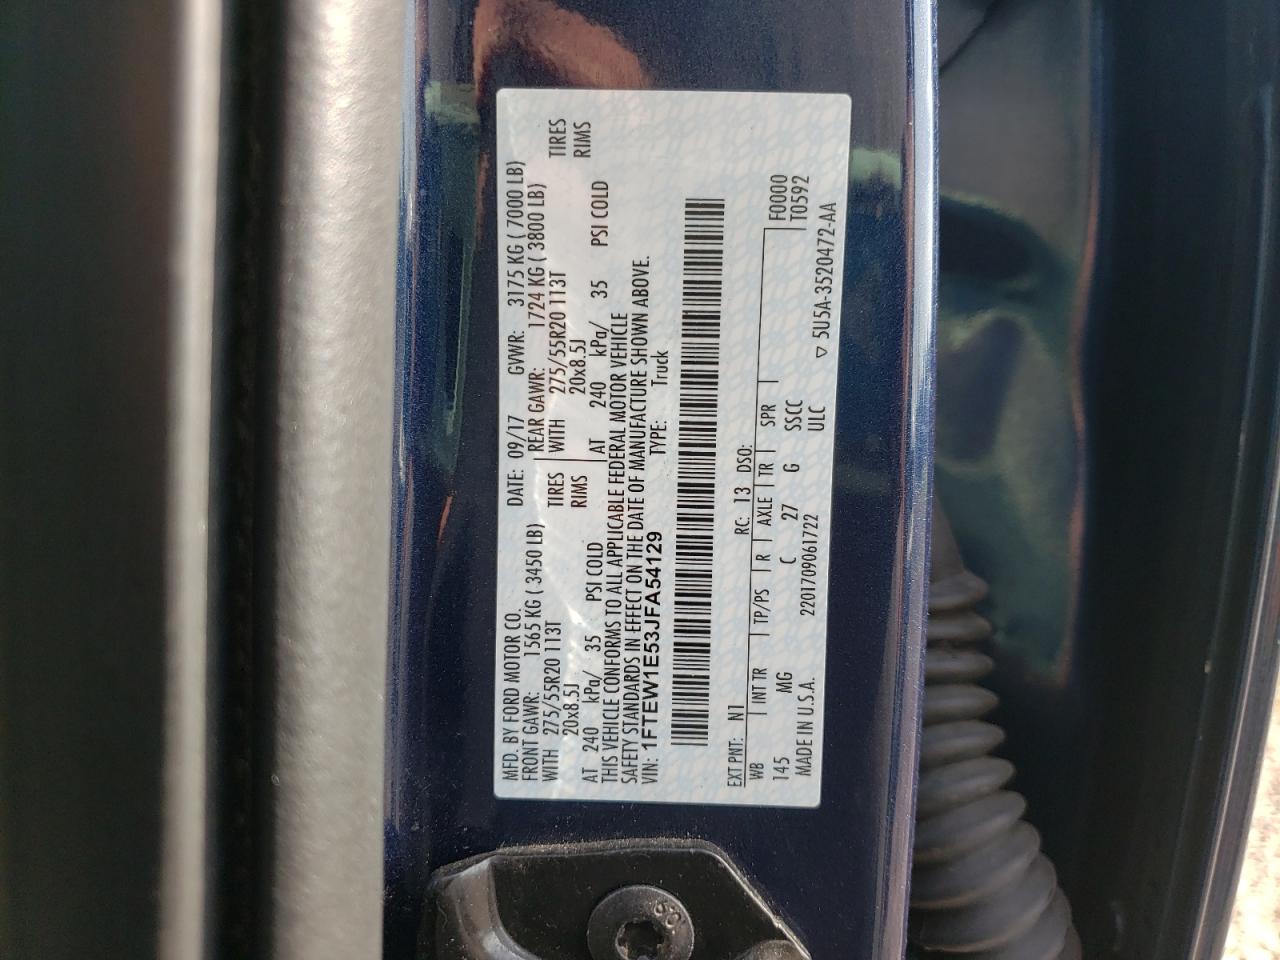 MFD. BY FORD MOTOR CO. DATE: 09/17 GVWR: 3175 KG ( 7000 LB)
FRONT GAWR: 1565 KG ( 3450 LB) REAR GAWR: 1724 KG ( 3800 LB)
WITH 275/55R20 113T TIRES WITH 275/55R20 113T TIRES
20x8.5J RIMS 20x8.5J RIMS
AT 240 kPa/ 35 PSI COLD AT 240 kPa/ 35 PSI COLD
THIS VEHICLE CONFORMS TO ALL APPLICABLE FEDERAL MOTOR VEHICLE
SAFETY STANDARDS IN EFFECT ON THE DATE OF MANUFACTURE SHOWN ABOVE.
VIN: 1FTEW1E53JFA54129 TYPE: Truck
EXT PNT: N1 RC: 13 DSO:
WB INT TR TP/PS R AXLE TR SPR F0000
145 MG C 27 G SSCC T0592
MADE IN U.S.A. 2201709061722 ULC ▽ 5U5A-3520472-AA